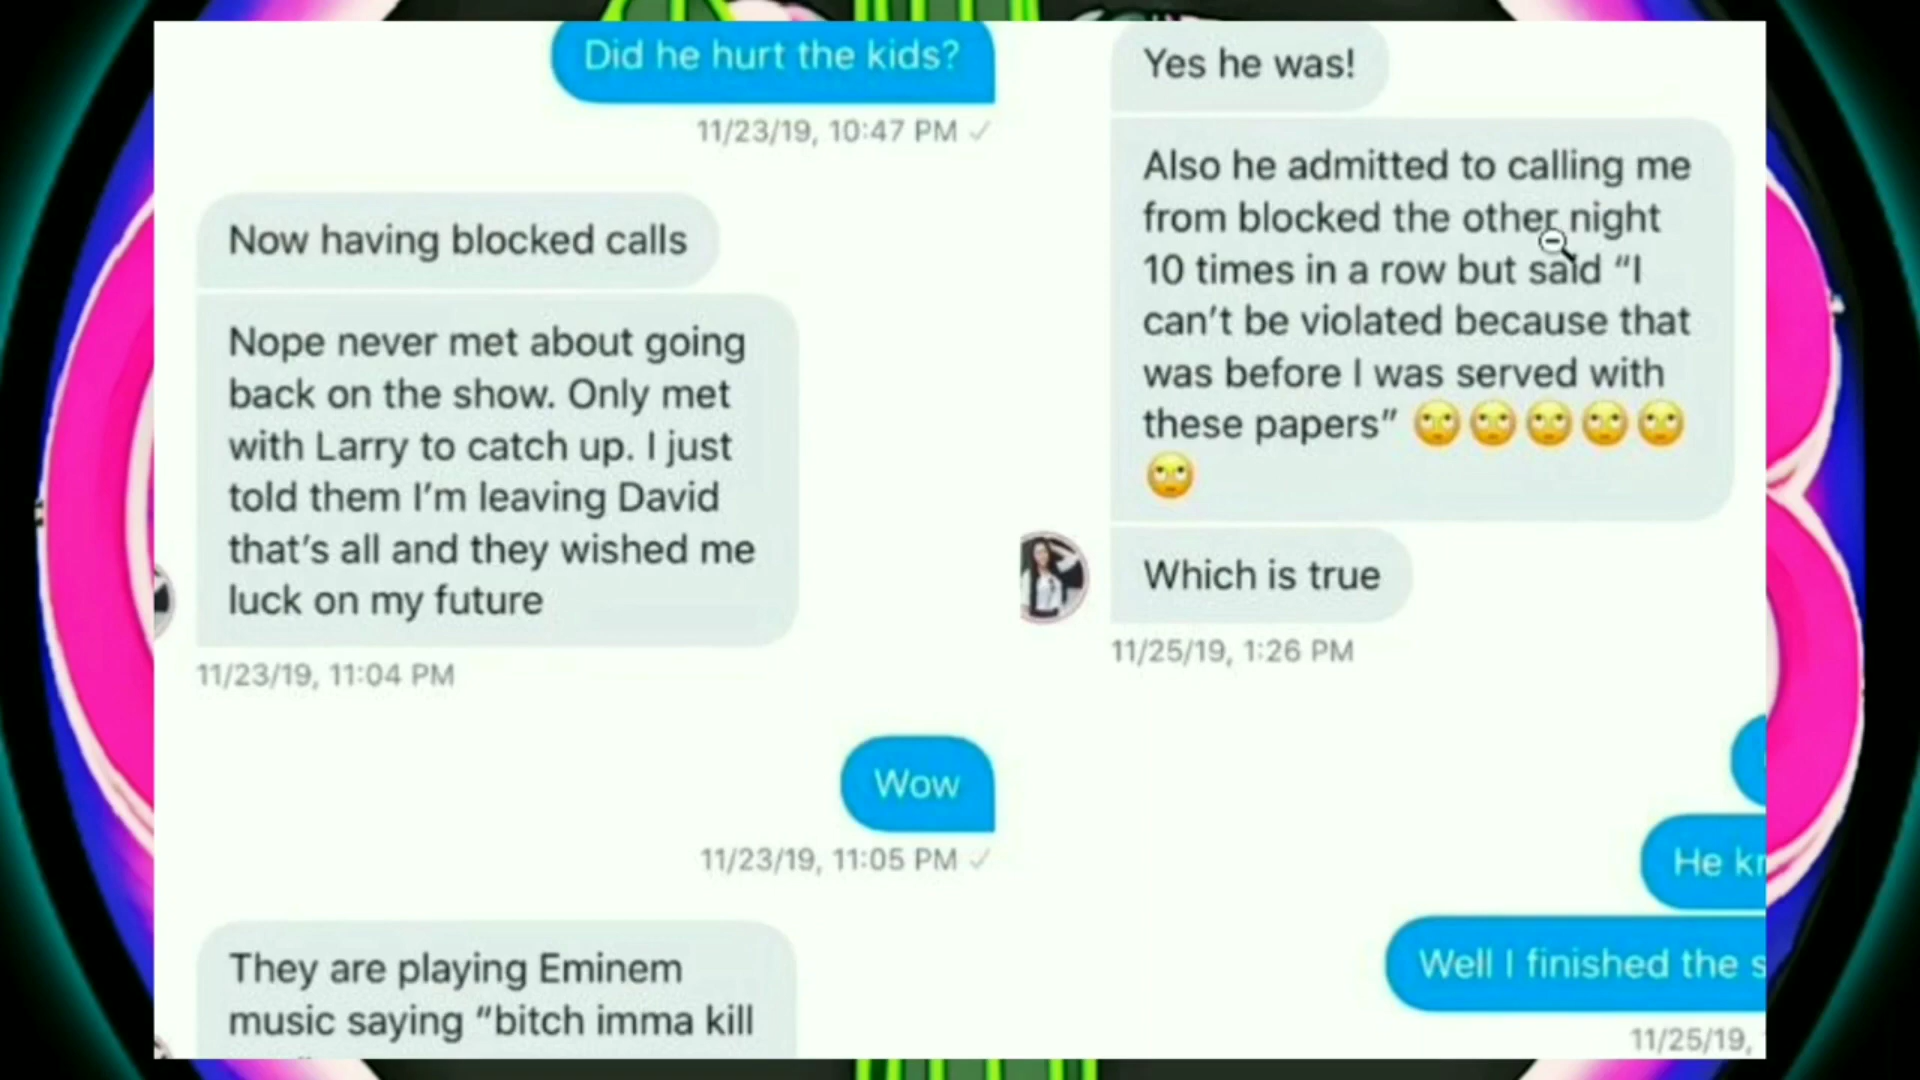 Did he hurt the kids?
11/23/19, 10:47 PM
Now having blocked calls
Nope never met about going
back on the show. Only met
with Larry to catch up. I just
told them I'm leaving David
that's all and they wished me
luck on my future
11/23/19, 11:04 PM
Wow
11/23/19, 11:05 PM
They are playing Eminem
music saying "bitch imma kill
Yes he was!
Also he admitted to calling me
from blocked the other night
10 times in a row but said "I
can't be violated because that
was before I was served with
these papers" 🙄🙄🙄🙄🙄
🙄
Which is true
11/25/19, 1:26 PM
He
Well I finished the
11/25/19,